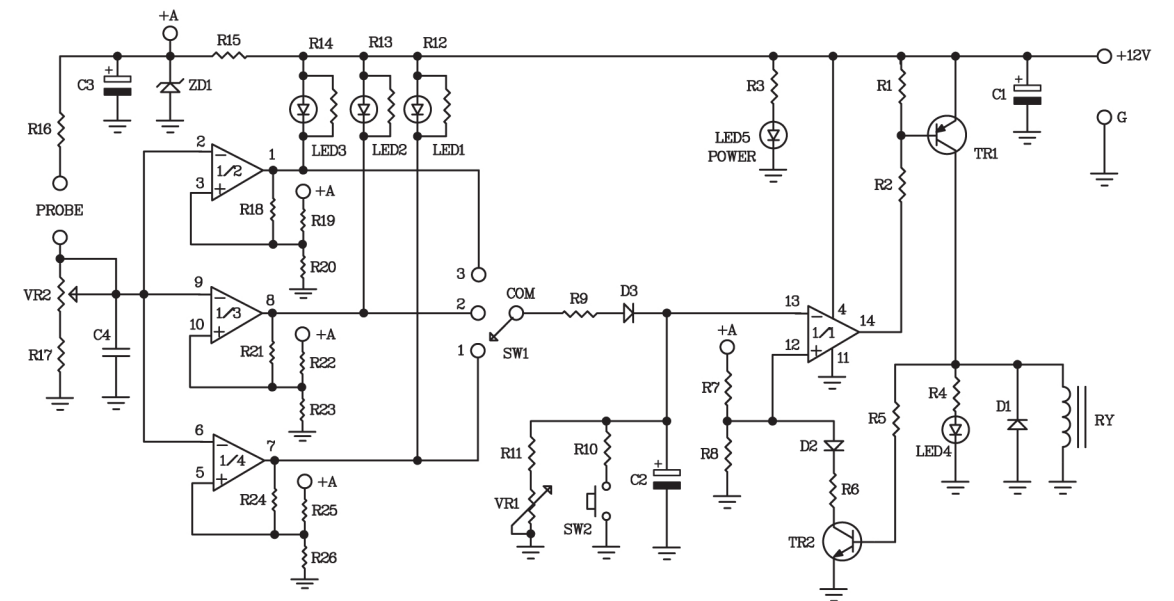 +A
R15
R14
R13
R12
+12V
C3
+
ZD1
R3
R1
C1
+
R16
LED5
POWER
G
TR1
LED3
LED2
LED1
2
−
1/2
1
3
+
R18
+A
R19
R20
R2
PROBE
VR2
C4
R17
9
−
1/3
8
10
+
R21
+A
R22
R23
3
2
1
COM
SW1
R9
D3
13
−
4
1/1
14
12
+
11
+A
R7
R8
D2
R6
R5
R4
LED4
D1
RY
6
−
1/4
7
5
+
R24
+A
R25
R26
R11
VR1
R10
SW2
C2
+
TR2